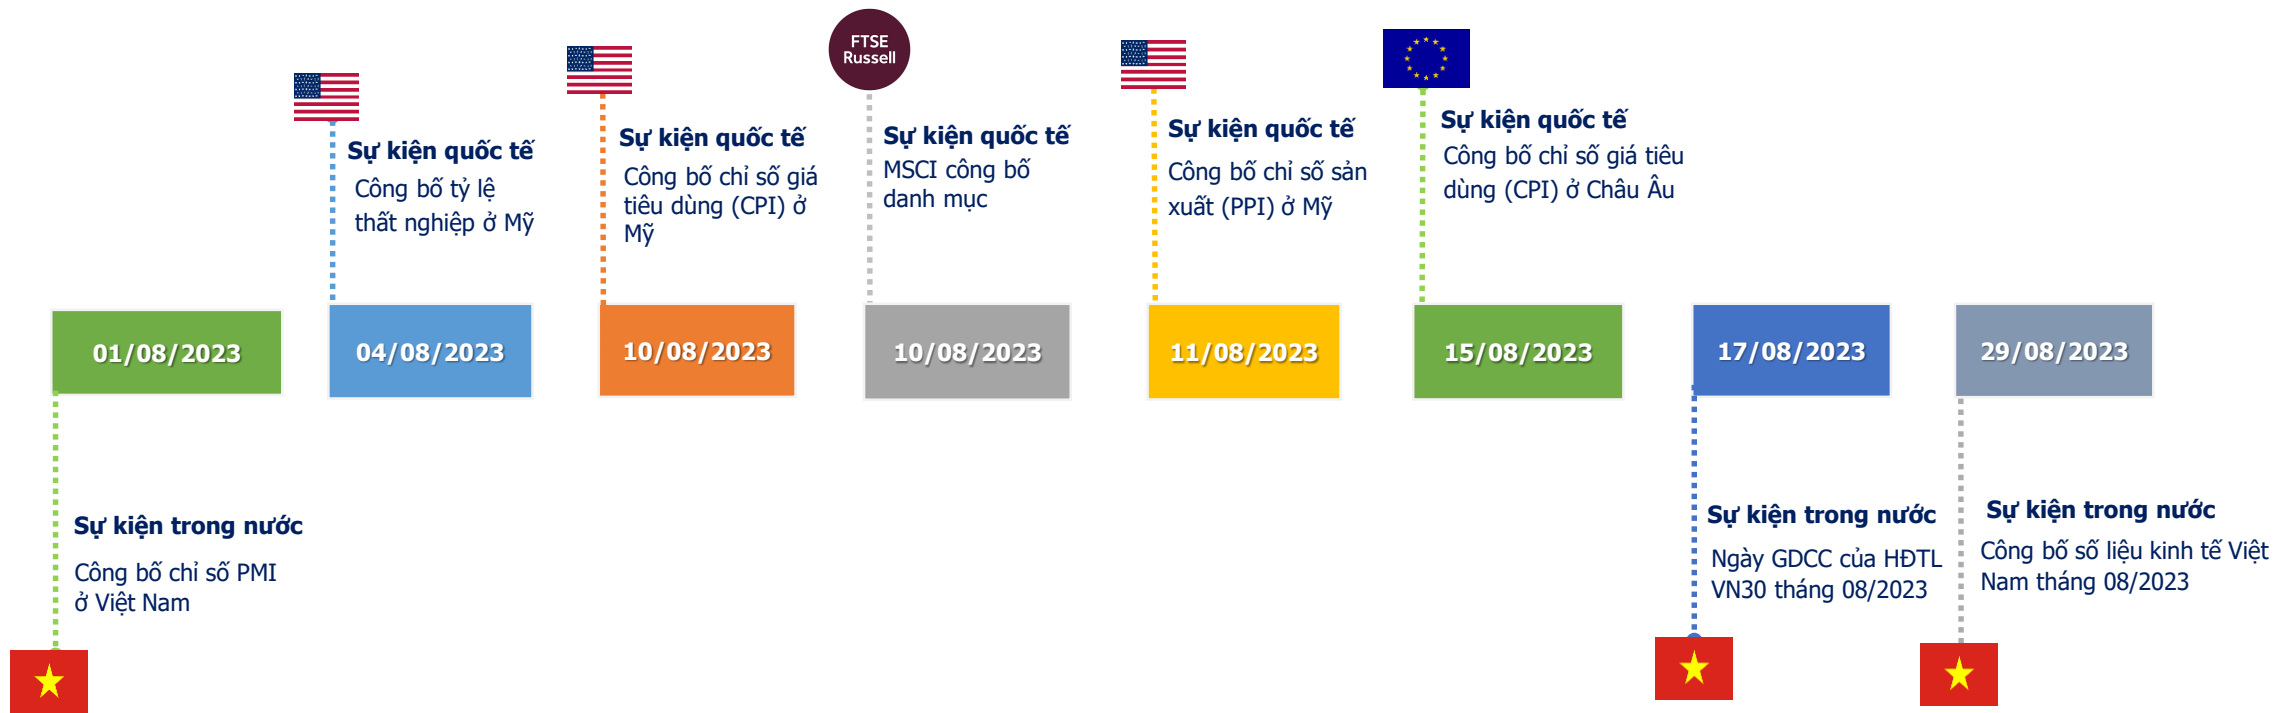 FTSE
Russell
Sự kiện quốc tế
Công bố tỷ lệ
thất nghiệp ở Mỹ
Sự kiện quốc tế
Công bố chỉ số giá
tiêu dùng (CPI) ở
Mỹ
Sự kiện quốc tế
MSCI công bố
danh mục
Sự kiện quốc tế
Công bố chỉ số sản
xuất (PPI) ở Mỹ
Sự kiện quốc tế
Công bố chỉ số giá tiêu
dùng (CPI) ở Châu Âu
01/08/2023
04/08/2023
10/08/2023
10/08/2023
11/08/2023
15/08/2023
17/08/2023
29/08/2023
Sự kiện trong nước
Công bố chỉ số PMI
ở Việt Nam
Sự kiện trong nước
Ngày GDCC của HĐTL
VN30 tháng 08/2023
Sự kiện trong nước
Công bố số liệu kinh tế Việt
Nam tháng 08/2023